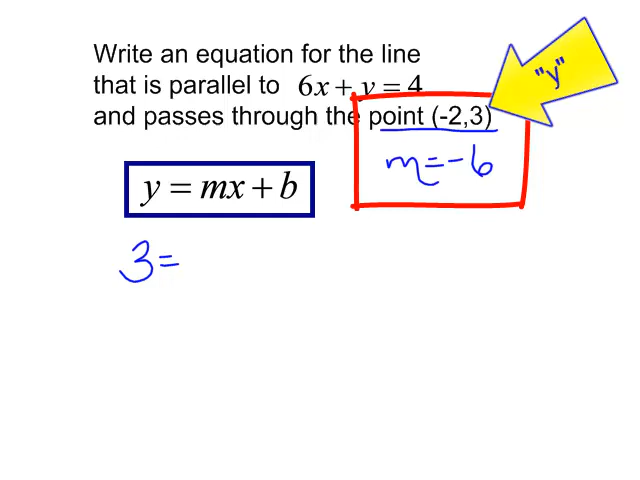 Write an equation for the line
that is parallel to 6x + y = 4
and passes through the point (-2,3)
"y"
m = -6
y = mx + b
3 =